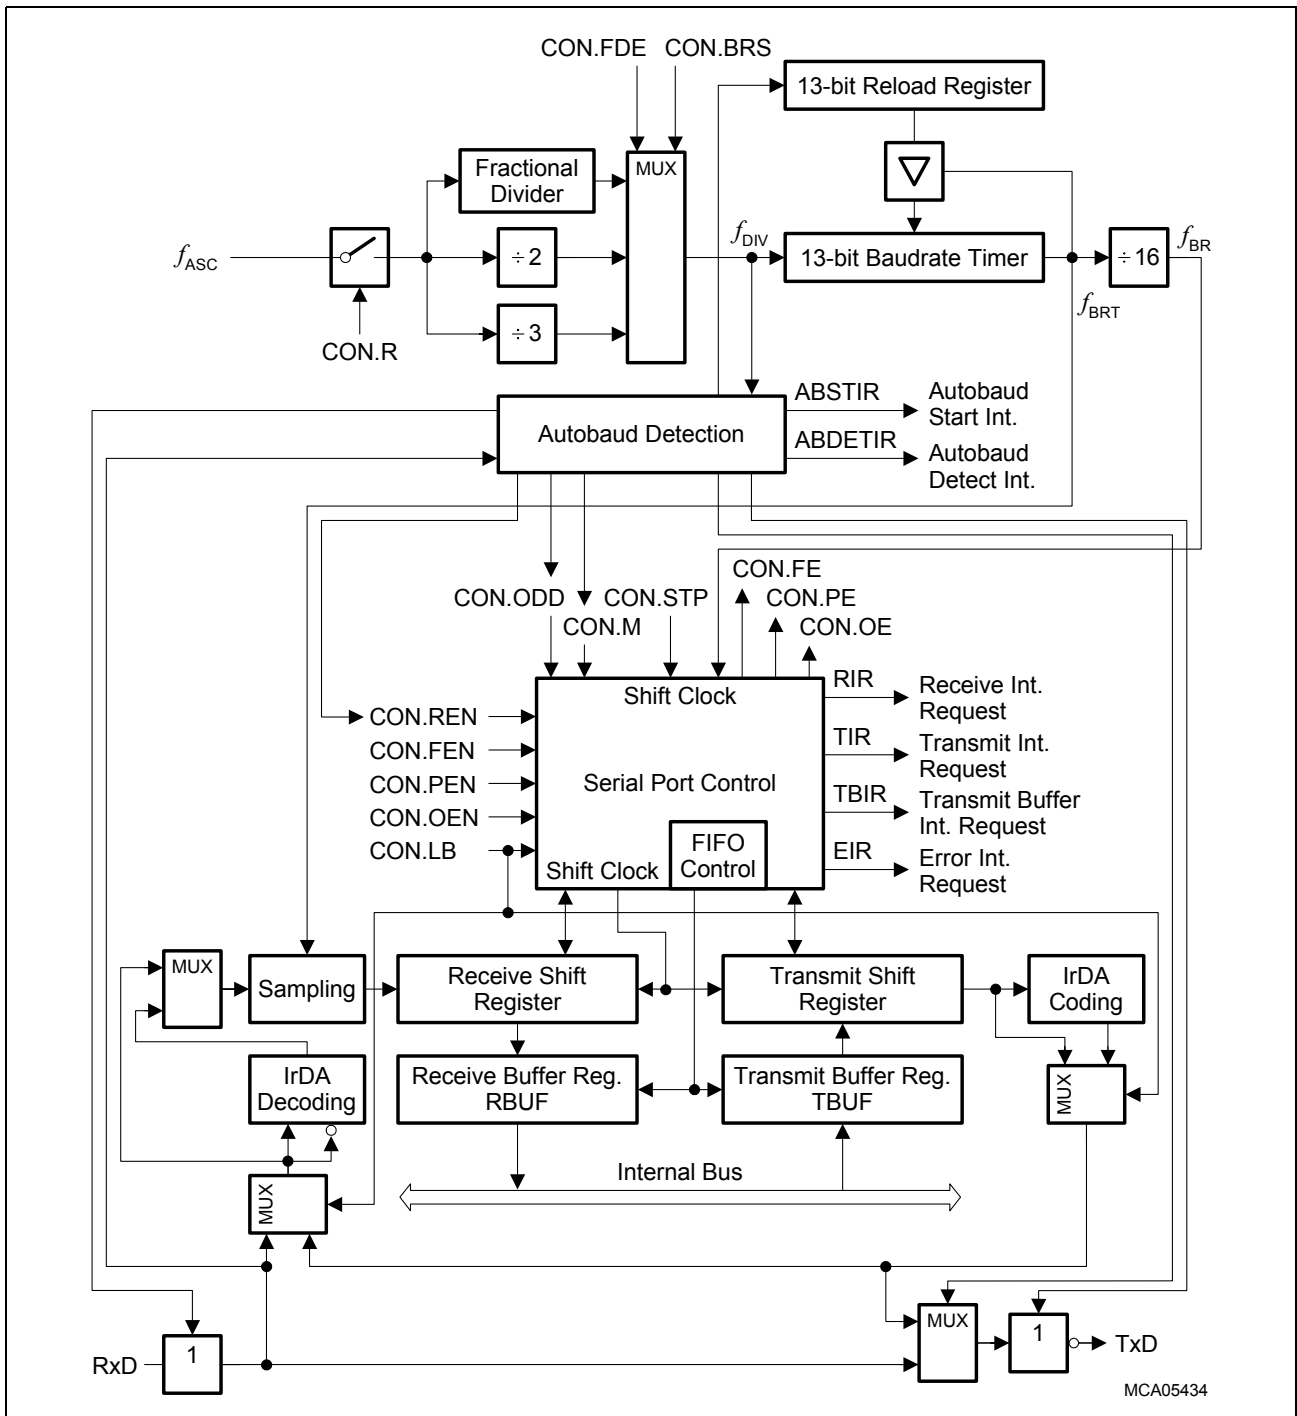 CON.FDE CON.BRS
13-bit Reload Register
MUX
Fractional
Divider
fDIV
fBR
fASC
÷ 2
13-bit Baudrate Timer
÷ 16
fBRT
÷ 3
CON.R
ABSTIR
Autobaud
Start Int.
Autobaud Detection
ABDETIR
Autobaud
Detect Int.
CON.FE
CON.ODD
CON.STP
CON.PE
CON.M
CON.OE
RIR
Receive Int.
Request
Shift Clock
CON.REN
TIR
Transmit Int.
Request
CON.FEN
CON.PEN
Serial Port Control
TBIR
Transmit Buffer
Int. Request
CON.OEN
FIFO
Control
CON.LB
EIR
Error Int.
Request
Shift Clock
MUX
Sampling
Receive Shift
Register
Transmit Shift
Register
IrDA
Coding
IrDA
Decoding
Receive Buffer Reg.
RBUF
Transmit Buffer Reg.
TBUF
MUX
Internal Bus
MUX
MUX
1
1
RxD
TxD
MCA05434